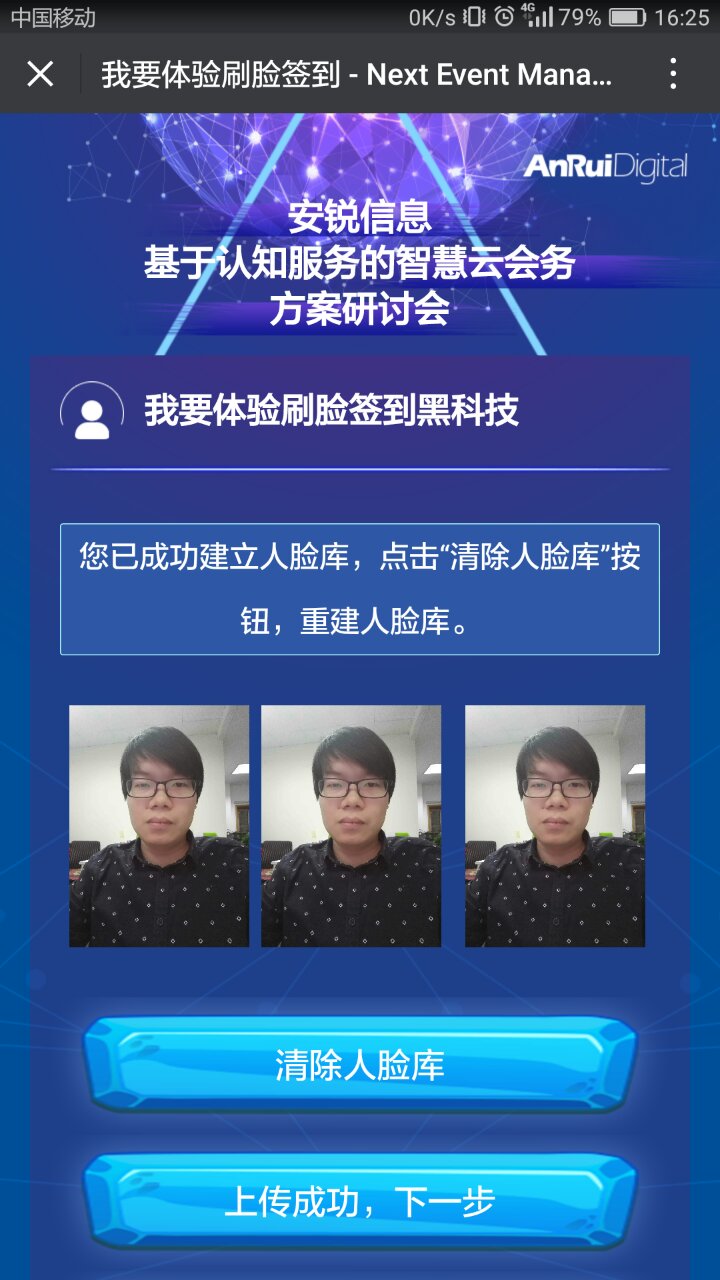 中国移动 0K/s 4G 79% 16:25
我要体验刷脸签到 - Next Event Mana...
AnRuiDigital
安锐信息
基于认知服务的智慧云会务
方案研讨会
我要体验刷脸签到黑科技
您已成功建立人脸库，点击“清除人脸库”按
钮，重建人脸库。
清除人脸库
上传成功，下一步